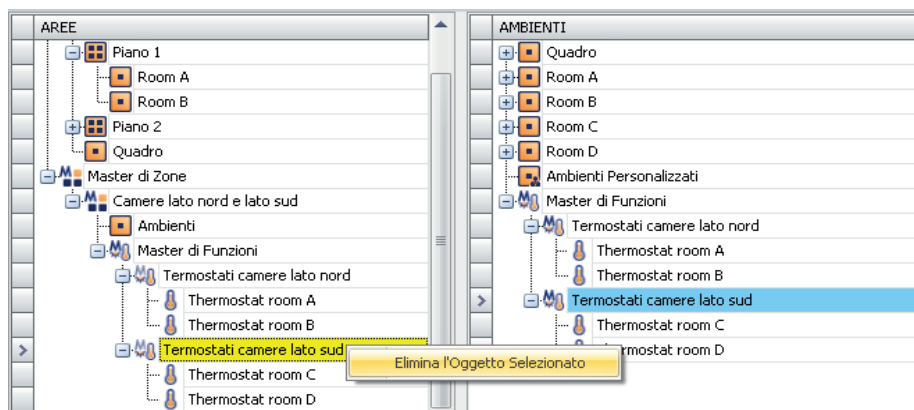 AREE
Piano 1
Room A
Room B
Piano 2
Quadro
Master di Zone
Camere lato nord e lato sud
Ambienti
Master di Funzioni
Termostati camere lato nord
Thermostat room A
Thermostat room B
Termostati camere lato sud
Thermostat room C
Thermostat room D
Elimina l'Oggetto Selezionato
AMBIENTI
Quadro
Room A
Room B
Room C
Room D
Ambienti Personalizzati
Master di Funzioni
Termostati camere lato nord
Thermostat room A
Thermostat room B
Termostati camere lato sud
Thermostat room C
rmostat room D